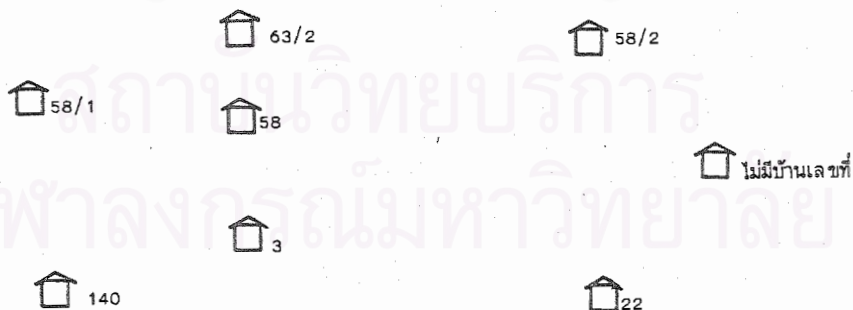 63/2
58/2
58/1
58
ไม่มีบ้านเลขที่
3
140
22
สถาบันวิทยบริการ
จุฬาลงกรณ์มหาวิทยาลัย